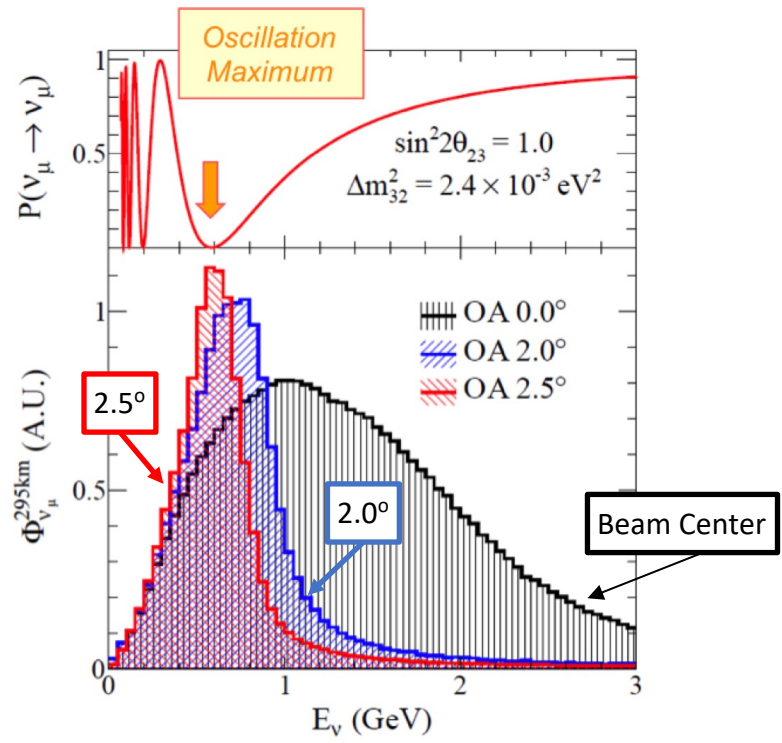 Oscillation
Maximum
1
0.5
P(νμ → νμ)
sin²2θ₂₃ = 1.0
Δm²₃₂ = 2.4 × 10⁻³ eV²
1
0.5
0
OA 0.0°
OA 2.0°
OA 2.5°
2.5°
2.0°
Beam Center
Φ^295km_νμ (A.U.)
0 1 2 3
Eν (GeV)